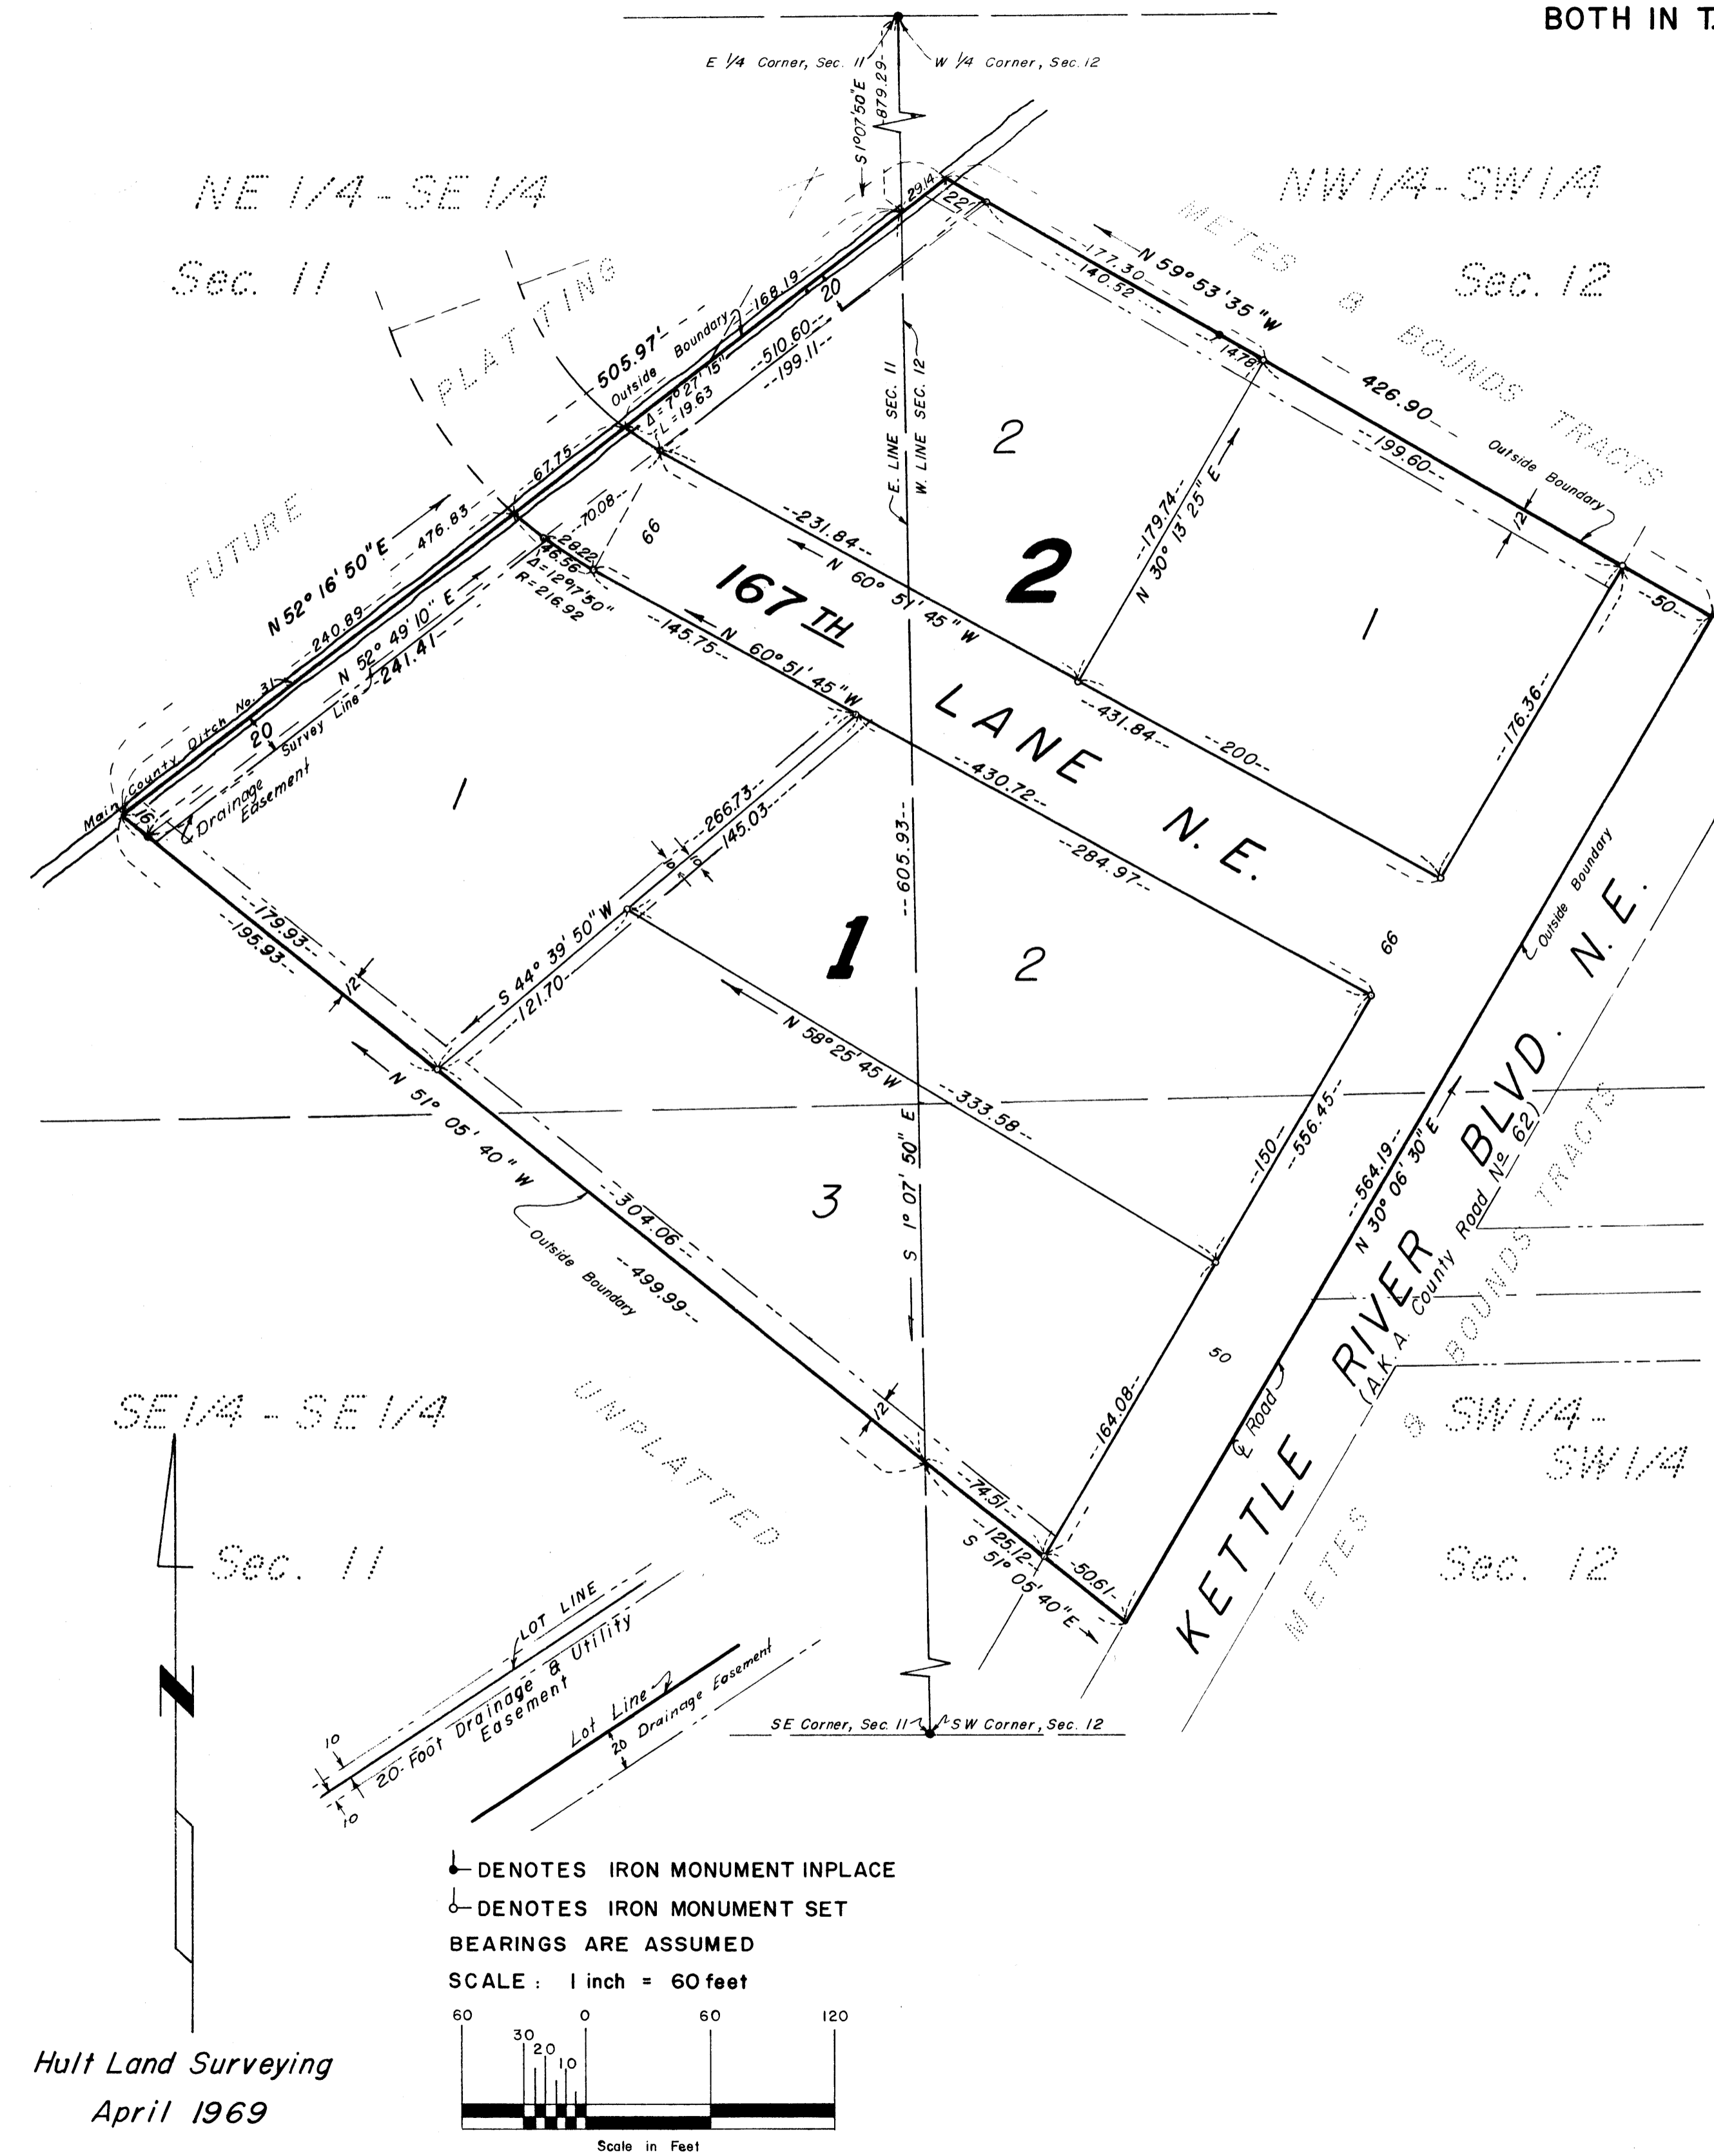 BOTH IN T.
E 1/4 Corner, Sec. 11
W 1/4 Corner, Sec. 12
S 1°07'50"E
-879.29-
NE 1/4 - SE 1/4
Sec. 11
NW 1/4 - SW 1/4
Sec. 12
METES & BOUNDS TRACTS
FUTURE PLATTING
29.14
22
--177.30--
--140.52--
N 59° 53' 35" W
14.78
--426.90--
--199.60--
Outside Boundary
12
--50--
505.97'
Outside Boundary
--168.19--
20
--510.60--
--199.11--
Δ = 7° 27' 15"
L = 19.63
67.75
476.83
N 52° 16' 50" E
--240.89--
N 52° 49' 10" E
--241.41--
Main County Ditch No. 31
20
Survey Line
Drainage Easement
16
--70.08--
28.22
46.56
Δ = 12°17'50"
R = 216.92
66
E. LINE SEC. 11
W. LINE SEC. 12
2
--179.74--
N 30° 13' 25" E
2
1
--176.36--
--231.84--
N 60° 51' 45" W
--431.84--
--200--
167 TH LANE N. E.
--145.75--
N 60° 51' 45" W
--430.72--
--284.97--
66
1
--266.73--
145.03--
10
10
S 44° 39' 50" W
--121.70--
--179.93--
--195.93--
12
1
2
--605.93--
N 58° 25' 45 W
--333.58--
--150--
--556.45--
Outside Boundary
--564.19--
N 30° 06' 30" E
KETTLE RIVER BLVD. N. E.
(A. K. A. County Road No 62)
METES & BOUNDS TRACTS
N 51° 05' 40" W
Outside Boundary
--304.06--
--499.99--
3
S 1° 07' 50" E
12
50
164.08--
℄ Road
--74.51--
--125.12--
S 51° 05' 40" E
--50.61--
UNPLATTED
SE 1/4 - SE 1/4
Sec. 11
SW 1/4 -
SW 1/4
Sec. 12
N
LOT LINE
20-Foot Drainage & Utility
Easement
10
10
Lot Line
20 Drainage Easement
SE Corner, Sec. 11
SW Corner, Sec. 12
DENOTES IRON MONUMENT INPLACE
DENOTES IRON MONUMENT SET
BEARINGS ARE ASSUMED
SCALE : 1 inch = 60 feet
60 30 20 10 0 60 120
Scale in Feet
Hult Land Surveying
April 1969